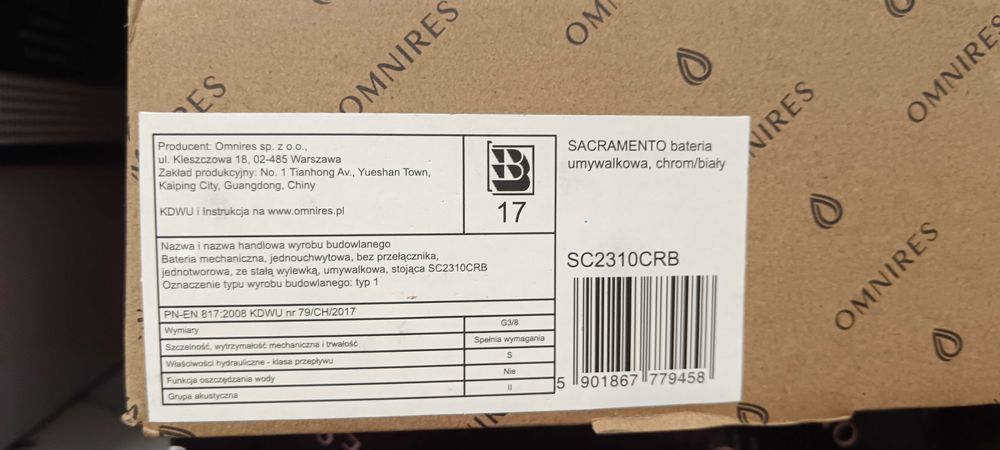 OMNIRES
OMNIRES
OMNIRES
ES
NIRES
OMNIRES
OMNIRES
Producent: Omnires sp. z o.o.,
ul. Kleszczowa 18, 02-485 Warszawa
Zakład produkcyjny: No. 1 Tianhong Av., Yueshan Town,
Kaiping City, Guangdong, Chiny
KDWU i Instrukcja na www.omnires.pl
B
17
Nazwa i nazwa handlowa wyrobu budowlanego
Bateria mechaniczna, jednouchwytowa, bez przełącznika,
jednotworowa, ze stałą wylewką, umywalkowa, stojąca SC2310CRB
Oznaczenie typu wyrobu budowlanego: typ 1
PN-EN 817:2008 KDWU nr 79/CH/2017
Wymiary G3/8
Szczelność, wytrzymałość mechaniczna i trwałość Spełnia wymagania
Właściwości hydrauliczne - klasa przepływu S
Funkcja oszczędzania wody Nie
Grupa akustyczna II
SACRAMENTO bateria
umywalkowa, chrom/biały
SC2310CRB
5 901867 779458